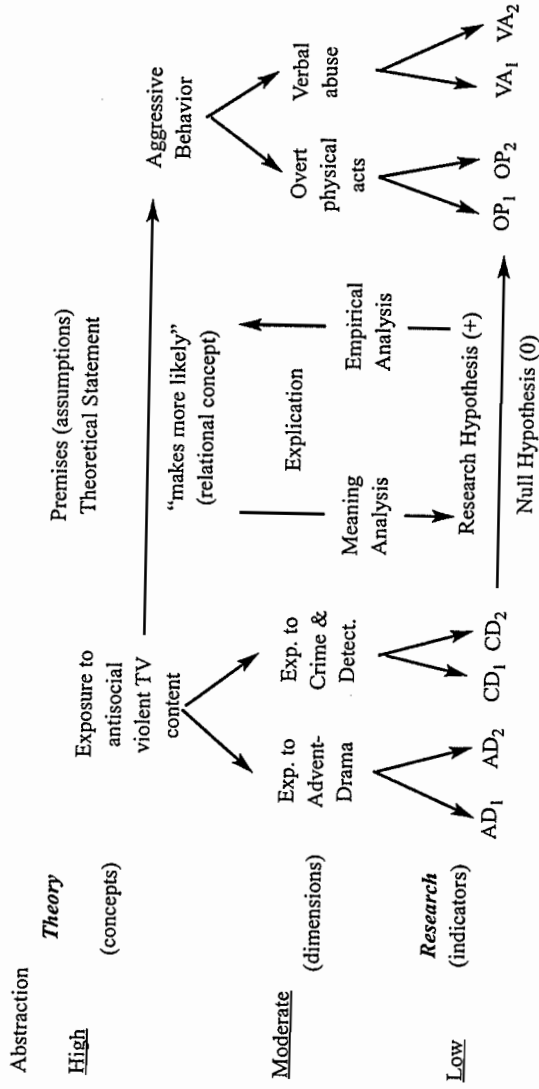 Abstraction
High
Theory
(concepts)
Exposure to
antisocial
violent TV
content
Premises (assumptions)
Theoretical Statement
“makes more likely”
(relational concept)
Aggressive
Behavior
Moderate
(dimensions)
Exp. to
Advent-
Drama
Exp. to
Crime &
Detect.
Explication
Meaning
Analysis
Empirical
Analysis
Overt
physical
acts
Verbal
abuse
Low
Research
(indicators)
AD1 AD2 CD1 CD2
Research Hypothesis (+)
Null Hypothesis (0)
OP1 OP2 VA1 VA2